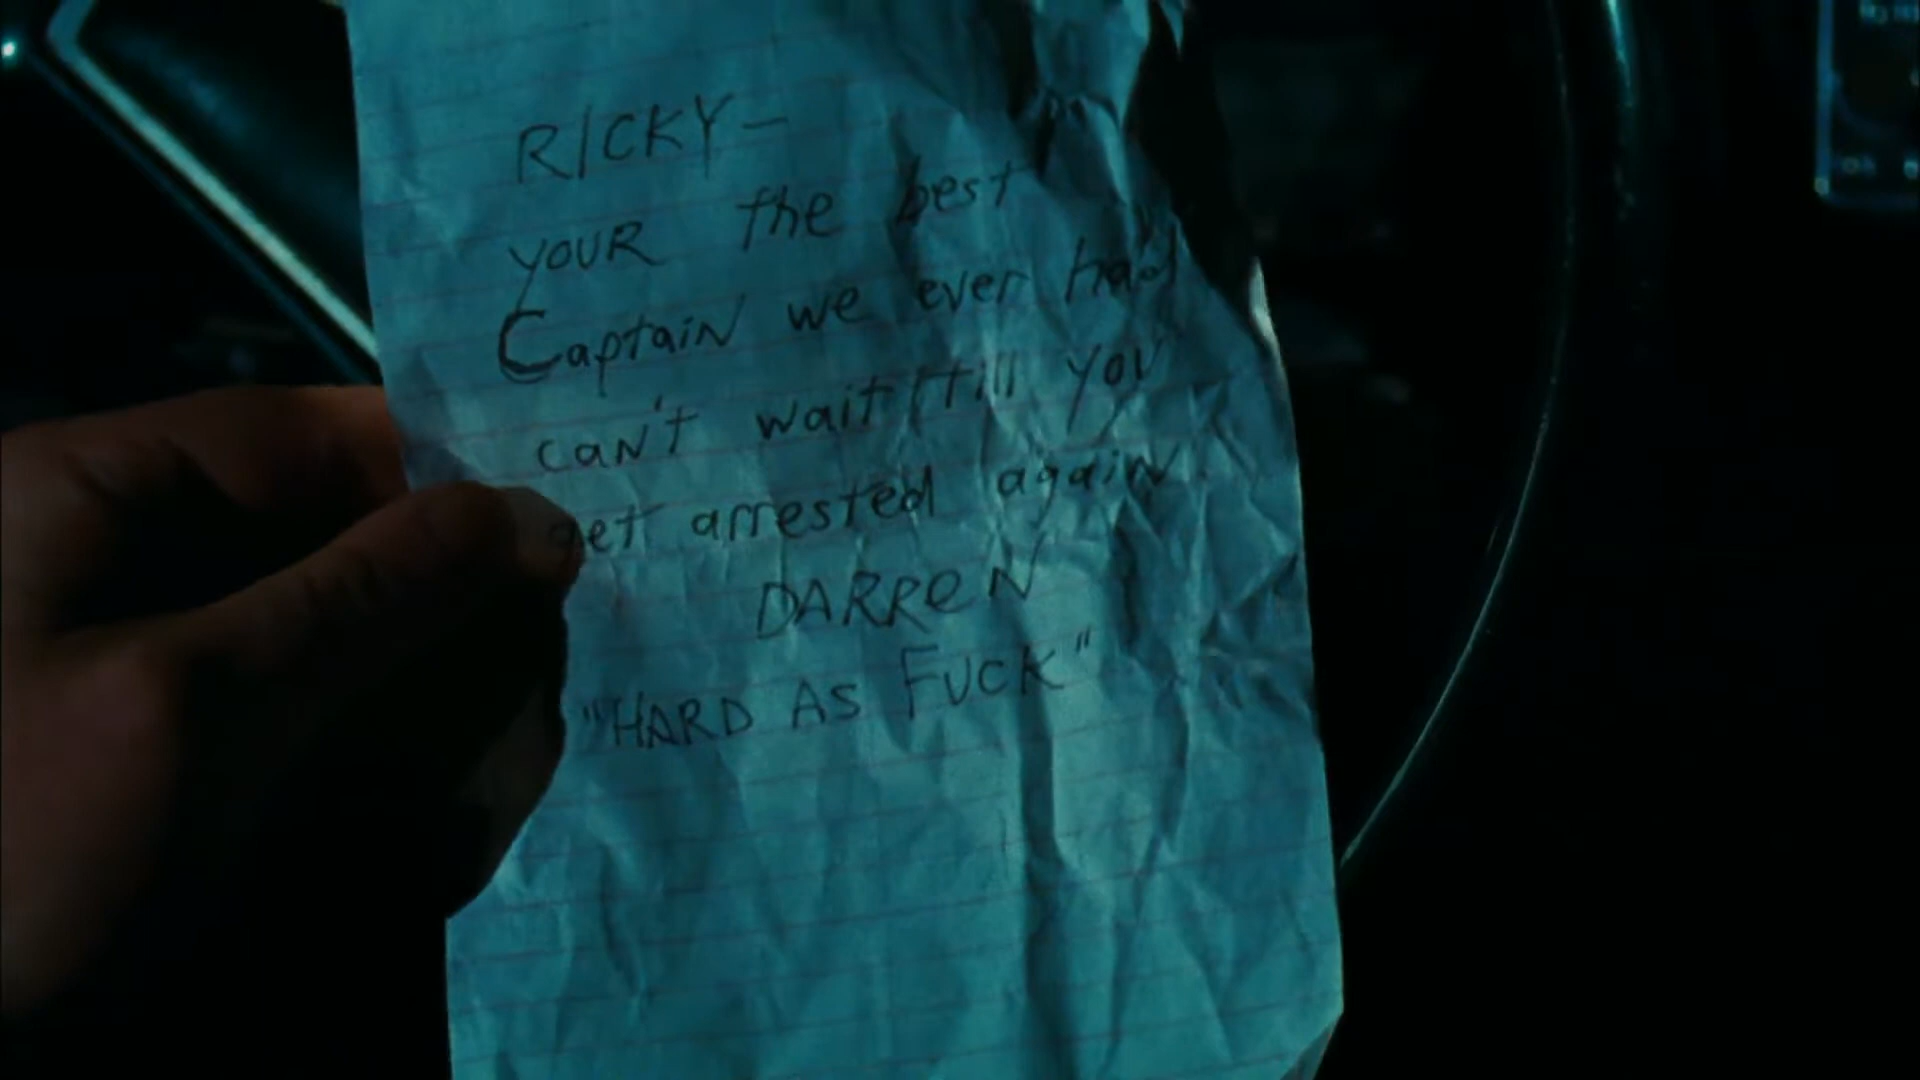 RICKY—
YOUR the best
Captain we ever had
can't wait till you
get arrested again
DARREN
"HARD AS FUCK"